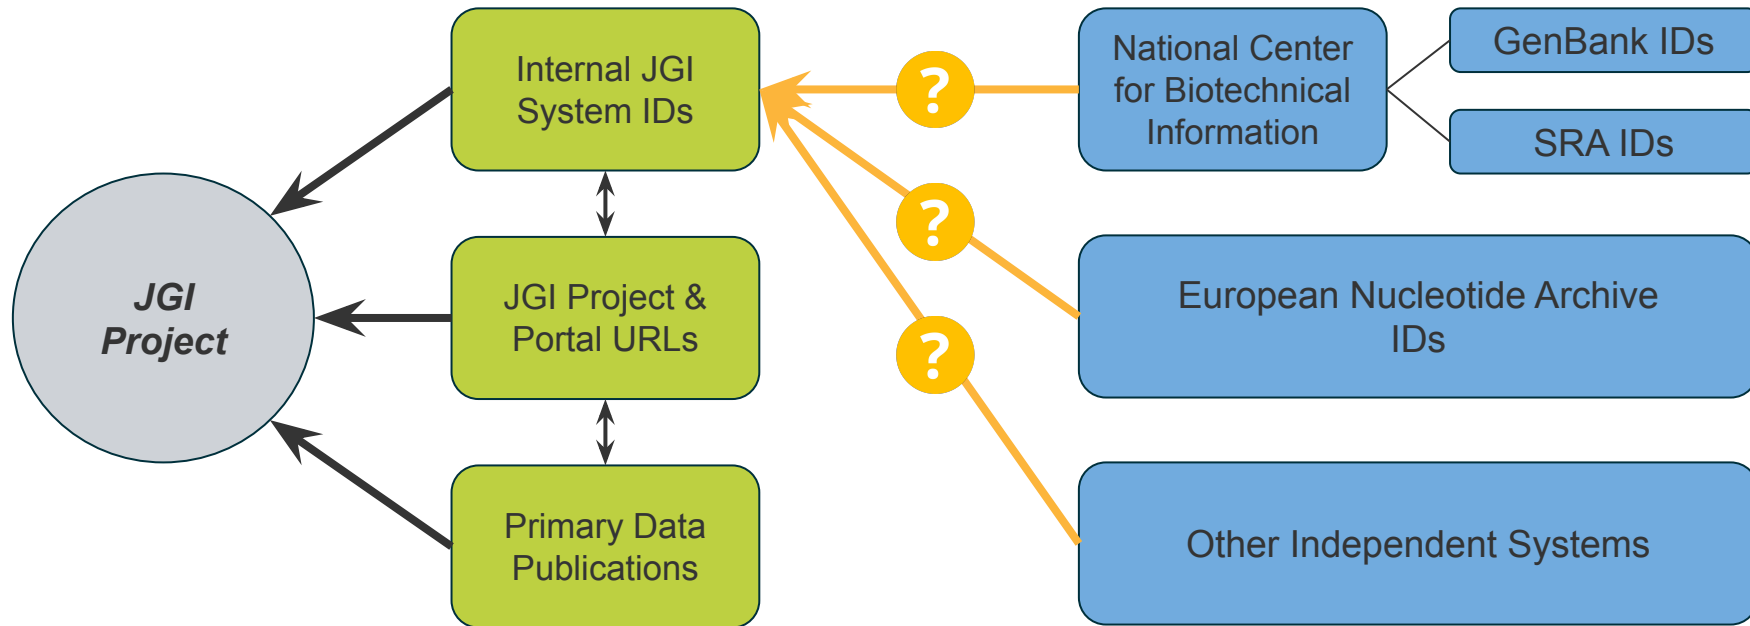 JGI
Project
Internal JGI
System IDs
JGI Project &
Portal URLs
Primary Data
Publications
?
?
?
National Center
for Biotechnical
Information
GenBank IDs
SRA IDs
European Nucleotide Archive
IDs
Other Independent Systems